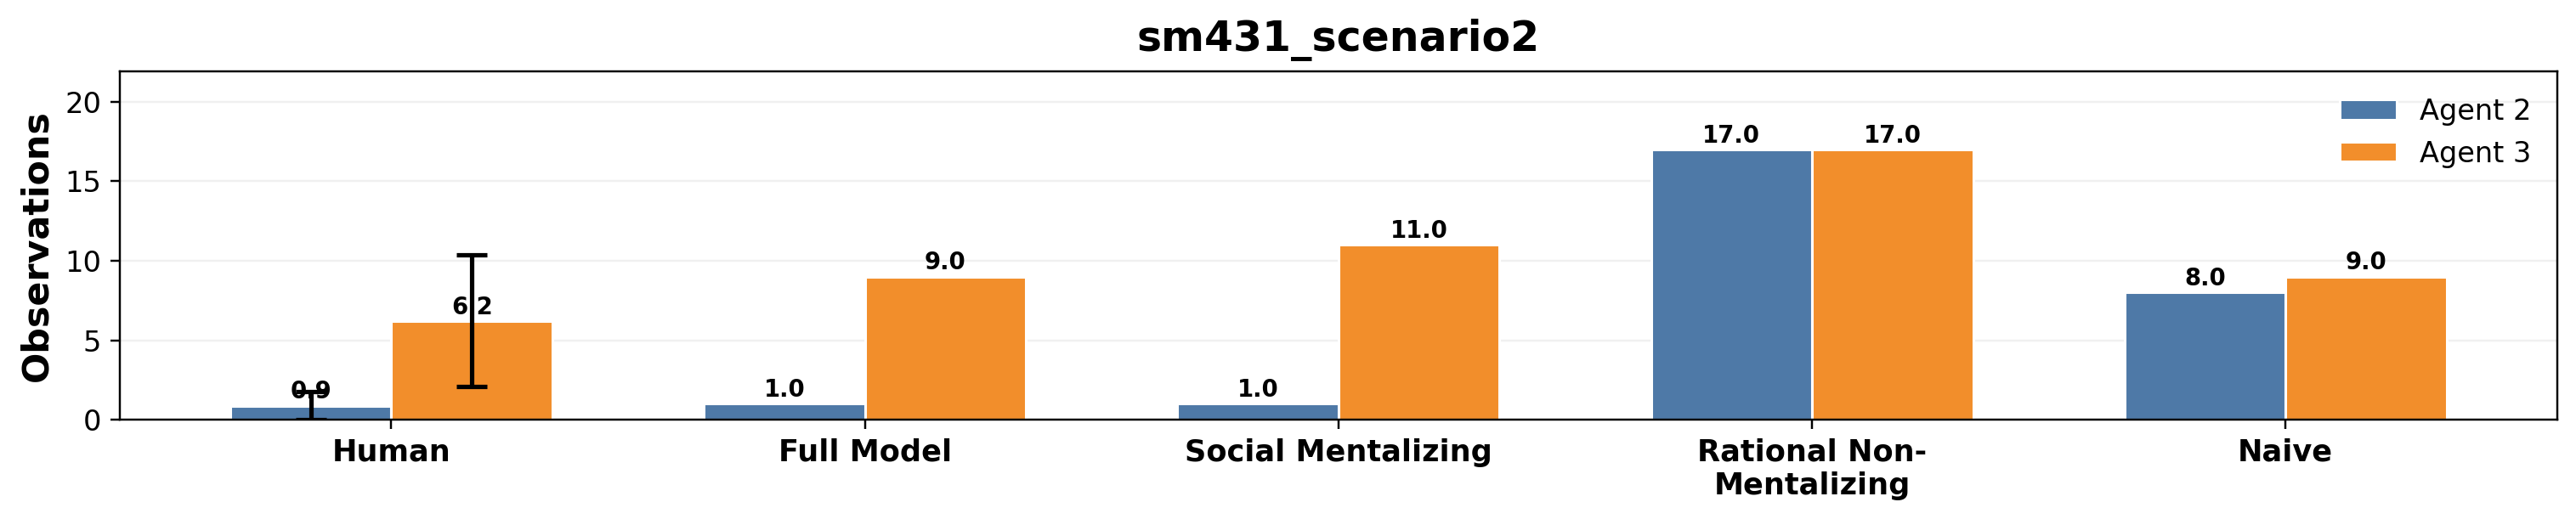 sm431_scenario2
Observations
20
15
10
5
0
Agent 2
Agent 3
0.9
6.2
1.0
9.0
1.0
11.0
17.0
17.0
8.0
9.0
Human
Full Model
Social Mentalizing
Rational Non-
Mentalizing
Naive